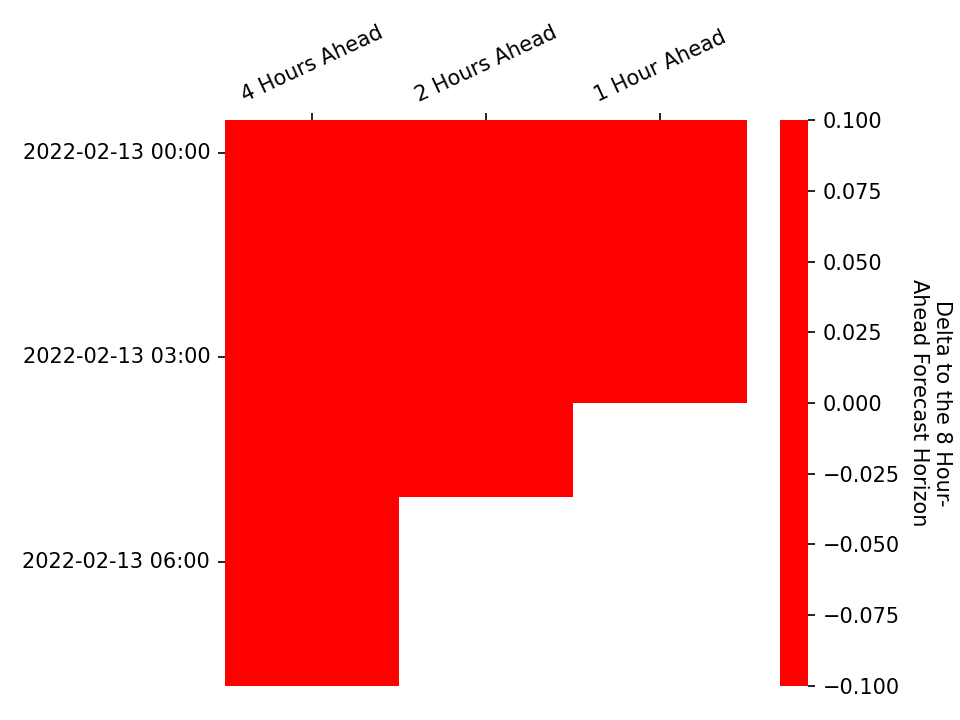 4 Hours Ahead
2 Hours Ahead
1 Hour Ahead
2022-02-13 00:00
2022-02-13 03:00
2022-02-13 06:00
0.100
0.075
0.050
0.025
0.000
−0.025
−0.050
−0.075
−0.100
Delta to the 8 Hour-
Ahead Forecast Horizon